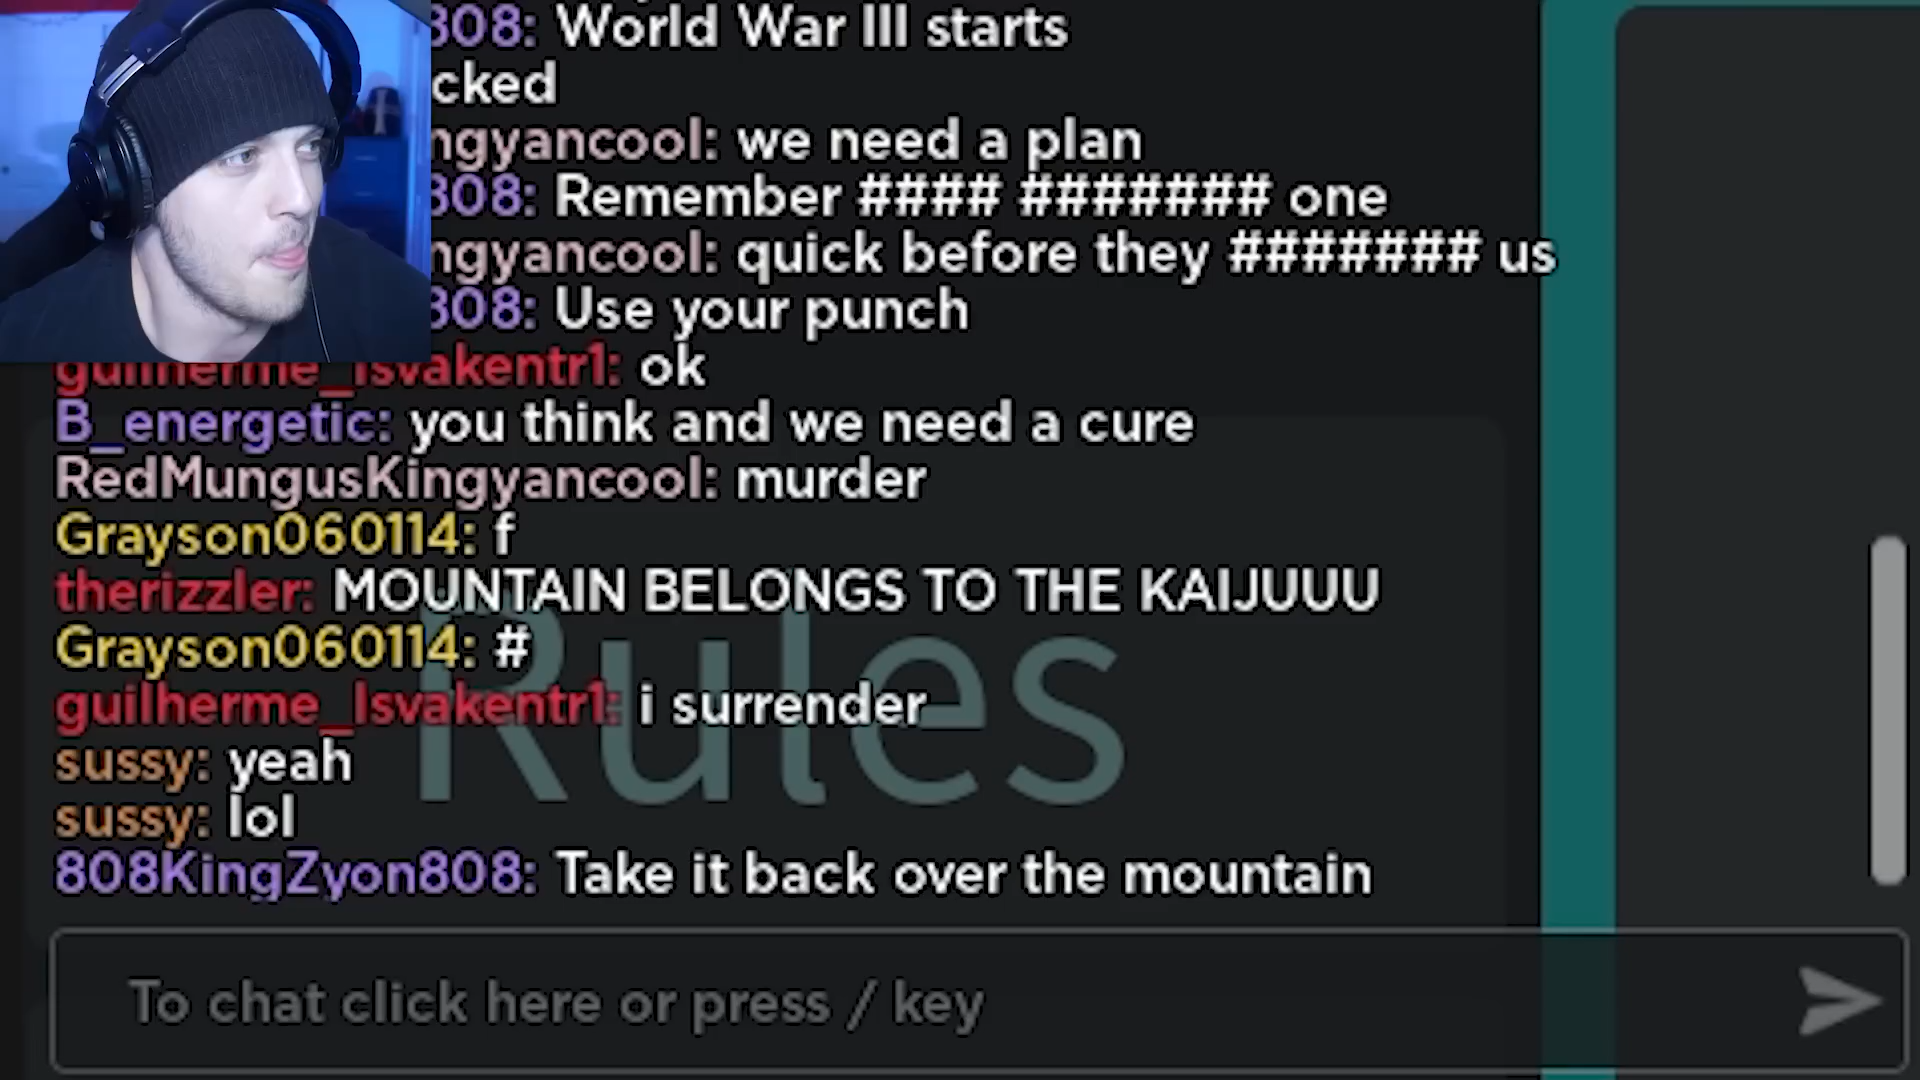 808: World War III starts
cked
ngyancool: we need a plan
808: Remember #### ####### one
ngyancool: quick before they ####### us
808: Use your punch
guilherme_lsvakentr1: ok
B_energetic: you think and we need a cure
RedMungusKingyancool: murder
Grayson060114: f
therizzler: MOUNTAIN BELONGS TO THE KAIJUUU
Grayson060114: #
Rules
guilherme_lsvakentr1: i surrender
sussy: yeah
sussy: lol
808KingZyon808: Take it back over the mountain
To chat click here or press / key